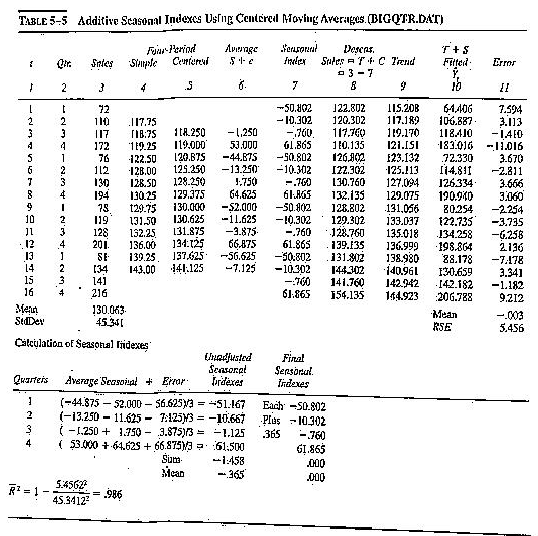 TABLE 5-5 Additive Seasonal Indexes Using Centered Moving Averages (BIGQTR.DAT)
Four-Period Average Seasonal Deseas. T + S
t Qtr. Sales Simple Centered S + e Index Sales = T + C Trend Fitted Error
= 3 - 7 Ŷt
1 2 3 4 5 6 7 8 9 10 11
1 1 72 -50.802 122.802 115.208 64.406 7.594
2 2 110 117.75 -10.302 120.302 117.189 106.887 3.113
3 3 117 118.75 118.250 -1.250 -.760 117.760 119.170 118.410 -1.410
4 4 172 119.25 119.000 53.000 61.865 110.135 121.151 183.016 -11.016
5 1 76 122.50 120.875 -44.875 -50.802 126.802 123.132 72.330 3.670
6 2 112 128.00 125.250 -13.250 -10.302 122.302 125.113 114.811 -2.811
7 3 130 128.50 128.250 1.750 -.760 130.760 127.094 126.334 3.666
8 4 194 130.25 129.375 64.625 61.865 132.135 129.075 190.940 3.060
9 1 78 129.75 130.000 -52.000 -50.802 128.802 131.056 80.254 -2.254
10 2 119 131.50 130.625 -11.625 -10.302 129.302 133.037 122.735 -3.735
11 3 128 132.25 131.875 -3.875 -.760 128.760 135.018 134.258 -6.258
12 4 201 136.00 134.125 66.875 61.865 139.135 136.999 198.864 2.136
13 1 81 139.25 137.625 -56.625 -50.802 131.802 138.980 88.178 -7.178
14 2 134 143.00 141.125 -7.125 -10.302 144.302 140.961 130.659 3.341
15 3 141 -.760 141.760 142.942 142.182 -1.182
16 4 216 61.865 154.135 144.923 206.788 9.212
Mean 130.063 Mean -.003
StdDev 45.341 RSE 5.456
Calculation of Seasonal Indexes
Unadjusted Final
Seasonal Seasonal
Quarters Average Seasonal + Error Indexes Indexes
1 (-44.875 - 52.000 - 56.625)/3 = -51.167 Each -50.802
2 (-13.250 - 11.625 - 7.125)/3 = -10.667 Plus -10.302
3 ( -1.250 + 1.750 - 3.875)/3 = -1.125 .365 -.760
4 ( 53.000 + 64.625 + 66.875)/3 = 61.500 61.865
Sum -1.458 .000
Mean -.365 .000
R̄² = 1 - 5.4562² / 45.3412² = .986